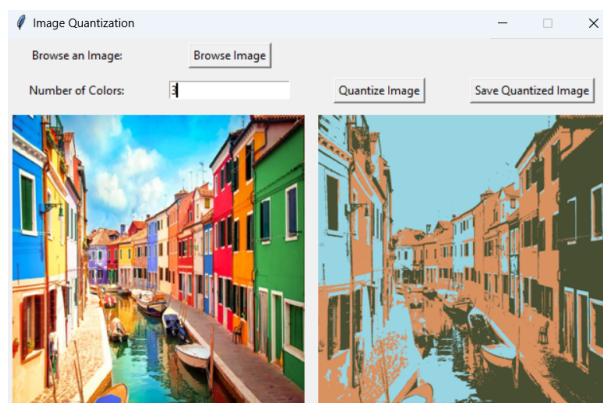 Image Quantization
Browse an Image: Browse Image
Number of Colors: 3 Quantize Image Save Quantized Image